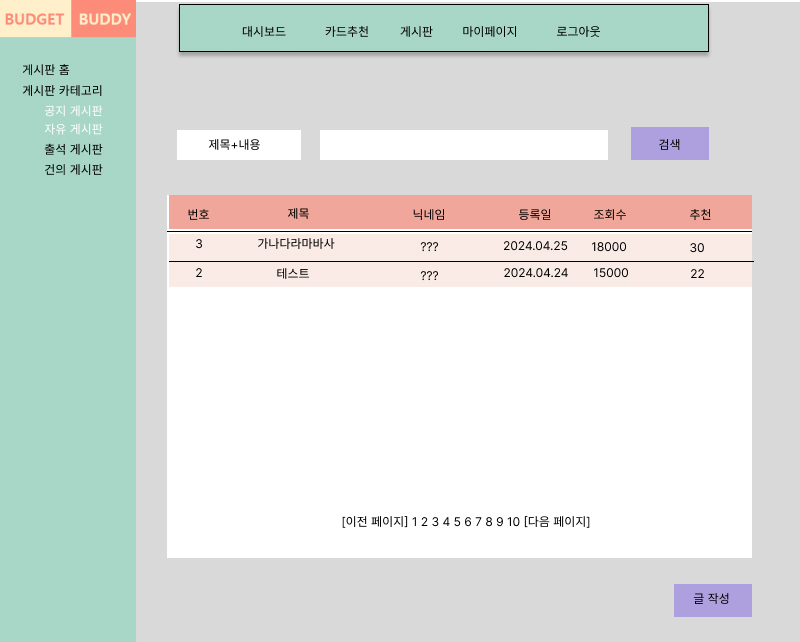 BUDGET BUDDY
대시보드 카드추천 게시판 마이페이지 로그아웃
게시판 홈
게시판 카테고리
공지 게시판
자유 게시판
출석 게시판
건의 게시판
제목+내용 검색
번호 제목 닉네임 등록일 조회수 추천
3 가나다라마바사 ??? 2024.04.25 18000 30
2 테스트 ??? 2024.04.24 15000 22
[이전 페이지] 1 2 3 4 5 6 7 8 9 10 [다음 페이지]
글 작성